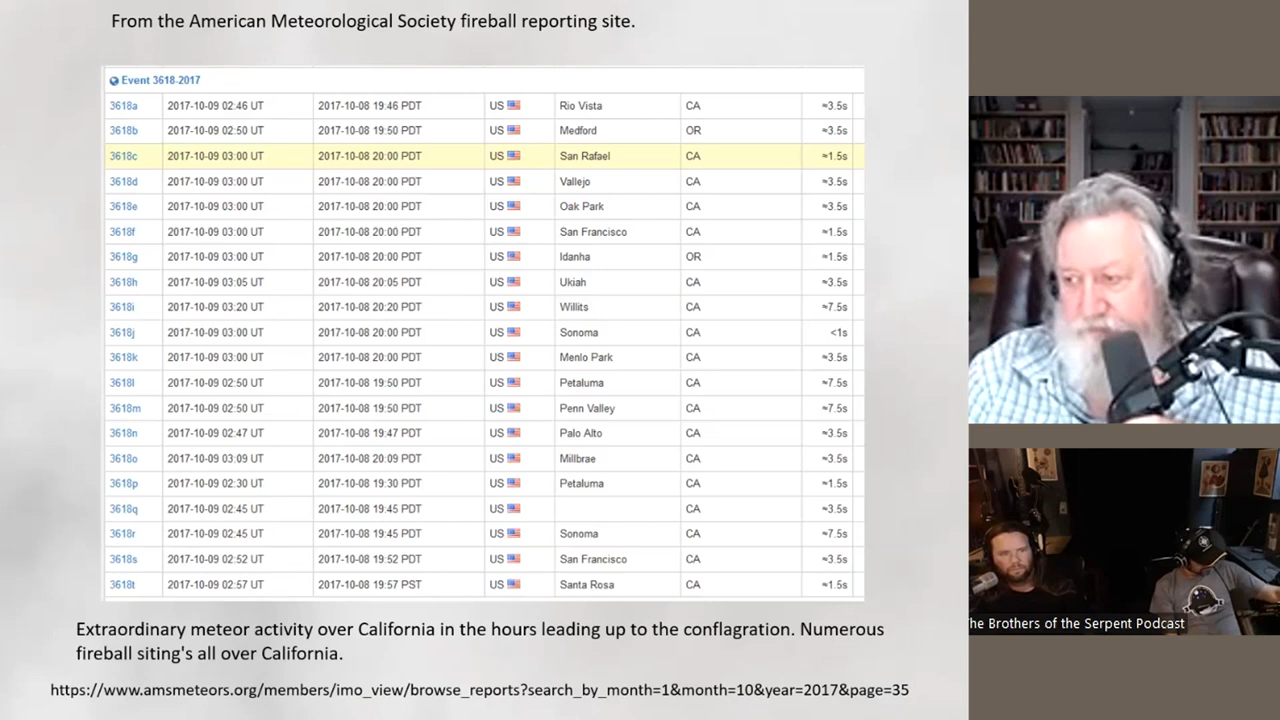 From the American Meteorological Society fireball reporting site.
Event 3618-2017
3618a 2017-10-09 02:46 UT 2017-10-08 19:46 PDT US Rio Vista CA ≈3.5s
3618b 2017-10-09 02:50 UT 2017-10-08 19:50 PDT US Medford OR ≈3.5s
3618c 2017-10-09 03:00 UT 2017-10-08 20:00 PDT US San Rafael CA ≈1.5s
3618d 2017-10-09 03:00 UT 2017-10-08 20:00 PDT US Vallejo CA ≈3.5s
3618e 2017-10-09 03:00 UT 2017-10-08 20:00 PDT US Oak Park CA ≈3.5s
3618f 2017-10-09 03:00 UT 2017-10-08 20:00 PDT US San Francisco CA ≈1.5s
3618g 2017-10-09 03:00 UT 2017-10-08 20:00 PDT US Idanha OR ≈1.5s
3618h 2017-10-09 03:05 UT 2017-10-08 20:05 PDT US Ukiah CA ≈3.5s
3618i 2017-10-09 03:20 UT 2017-10-08 20:20 PDT US Willits CA ≈7.5s
3618j 2017-10-09 03:00 UT 2017-10-08 20:00 PDT US Sonoma CA <1s
3618k 2017-10-09 03:00 UT 2017-10-08 20:00 PDT US Menlo Park CA ≈3.5s
3618l 2017-10-09 02:50 UT 2017-10-08 19:50 PDT US Petaluma CA ≈7.5s
3618m 2017-10-09 02:50 UT 2017-10-08 19:50 PDT US Penn Valley CA ≈7.5s
3618n 2017-10-09 02:47 UT 2017-10-08 19:47 PDT US Palo Alto CA ≈3.5s
3618o 2017-10-09 03:09 UT 2017-10-08 20:09 PDT US Millbrae CA ≈3.5s
3618p 2017-10-09 02:30 UT 2017-10-08 19:30 PDT US Petaluma CA ≈1.5s
3618q 2017-10-09 02:45 UT 2017-10-08 19:45 PDT US CA ≈3.5s
3618r 2017-10-09 02:45 UT 2017-10-08 19:45 PDT US Sonoma CA ≈7.5s
3618s 2017-10-09 02:52 UT 2017-10-08 19:52 PDT US San Francisco CA ≈3.5s
3618t 2017-10-09 02:57 UT 2017-10-08 19:57 PST US Santa Rosa CA ≈1.5s
Extraordinary meteor activity over California in the hours leading up to the conflagration. Numerous
fireball siting's all over California.
https://www.amsmeteors.org/members/imo_view/browse_reports?search_by_month=1&month=10&year=2017&page=35
The Brothers of the Serpent Podcast